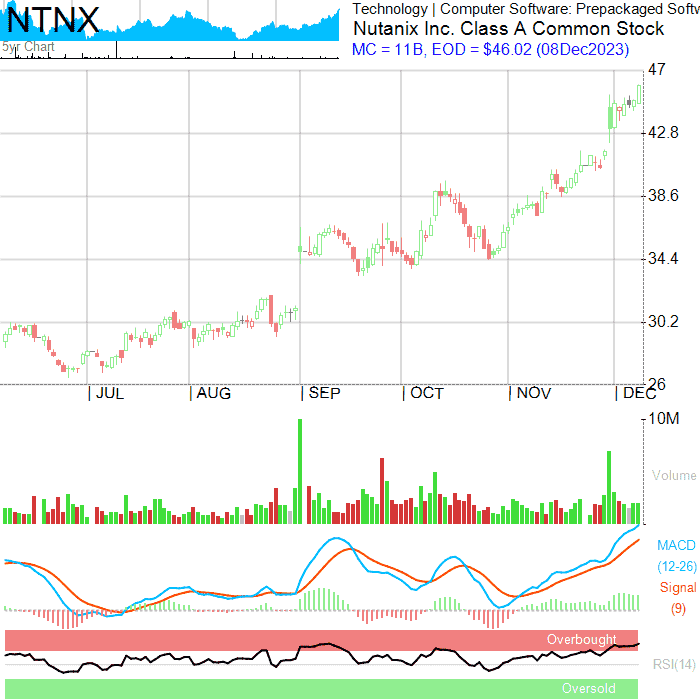 NTNX
5yr Chart
Technology | Computer Software: Prepackaged Softw
Nutanix Inc. Class A Common Stock
MC = 11B, EOD = $46.02 (08Dec2023)
47
42.8
38.6
34.4
30.2
26
| JUL | AUG | SEP | OCT | NOV | DEC
10M
Volume
MACD
(12-26)
Signal
(9)
Overbought
RSI(14)
Oversold